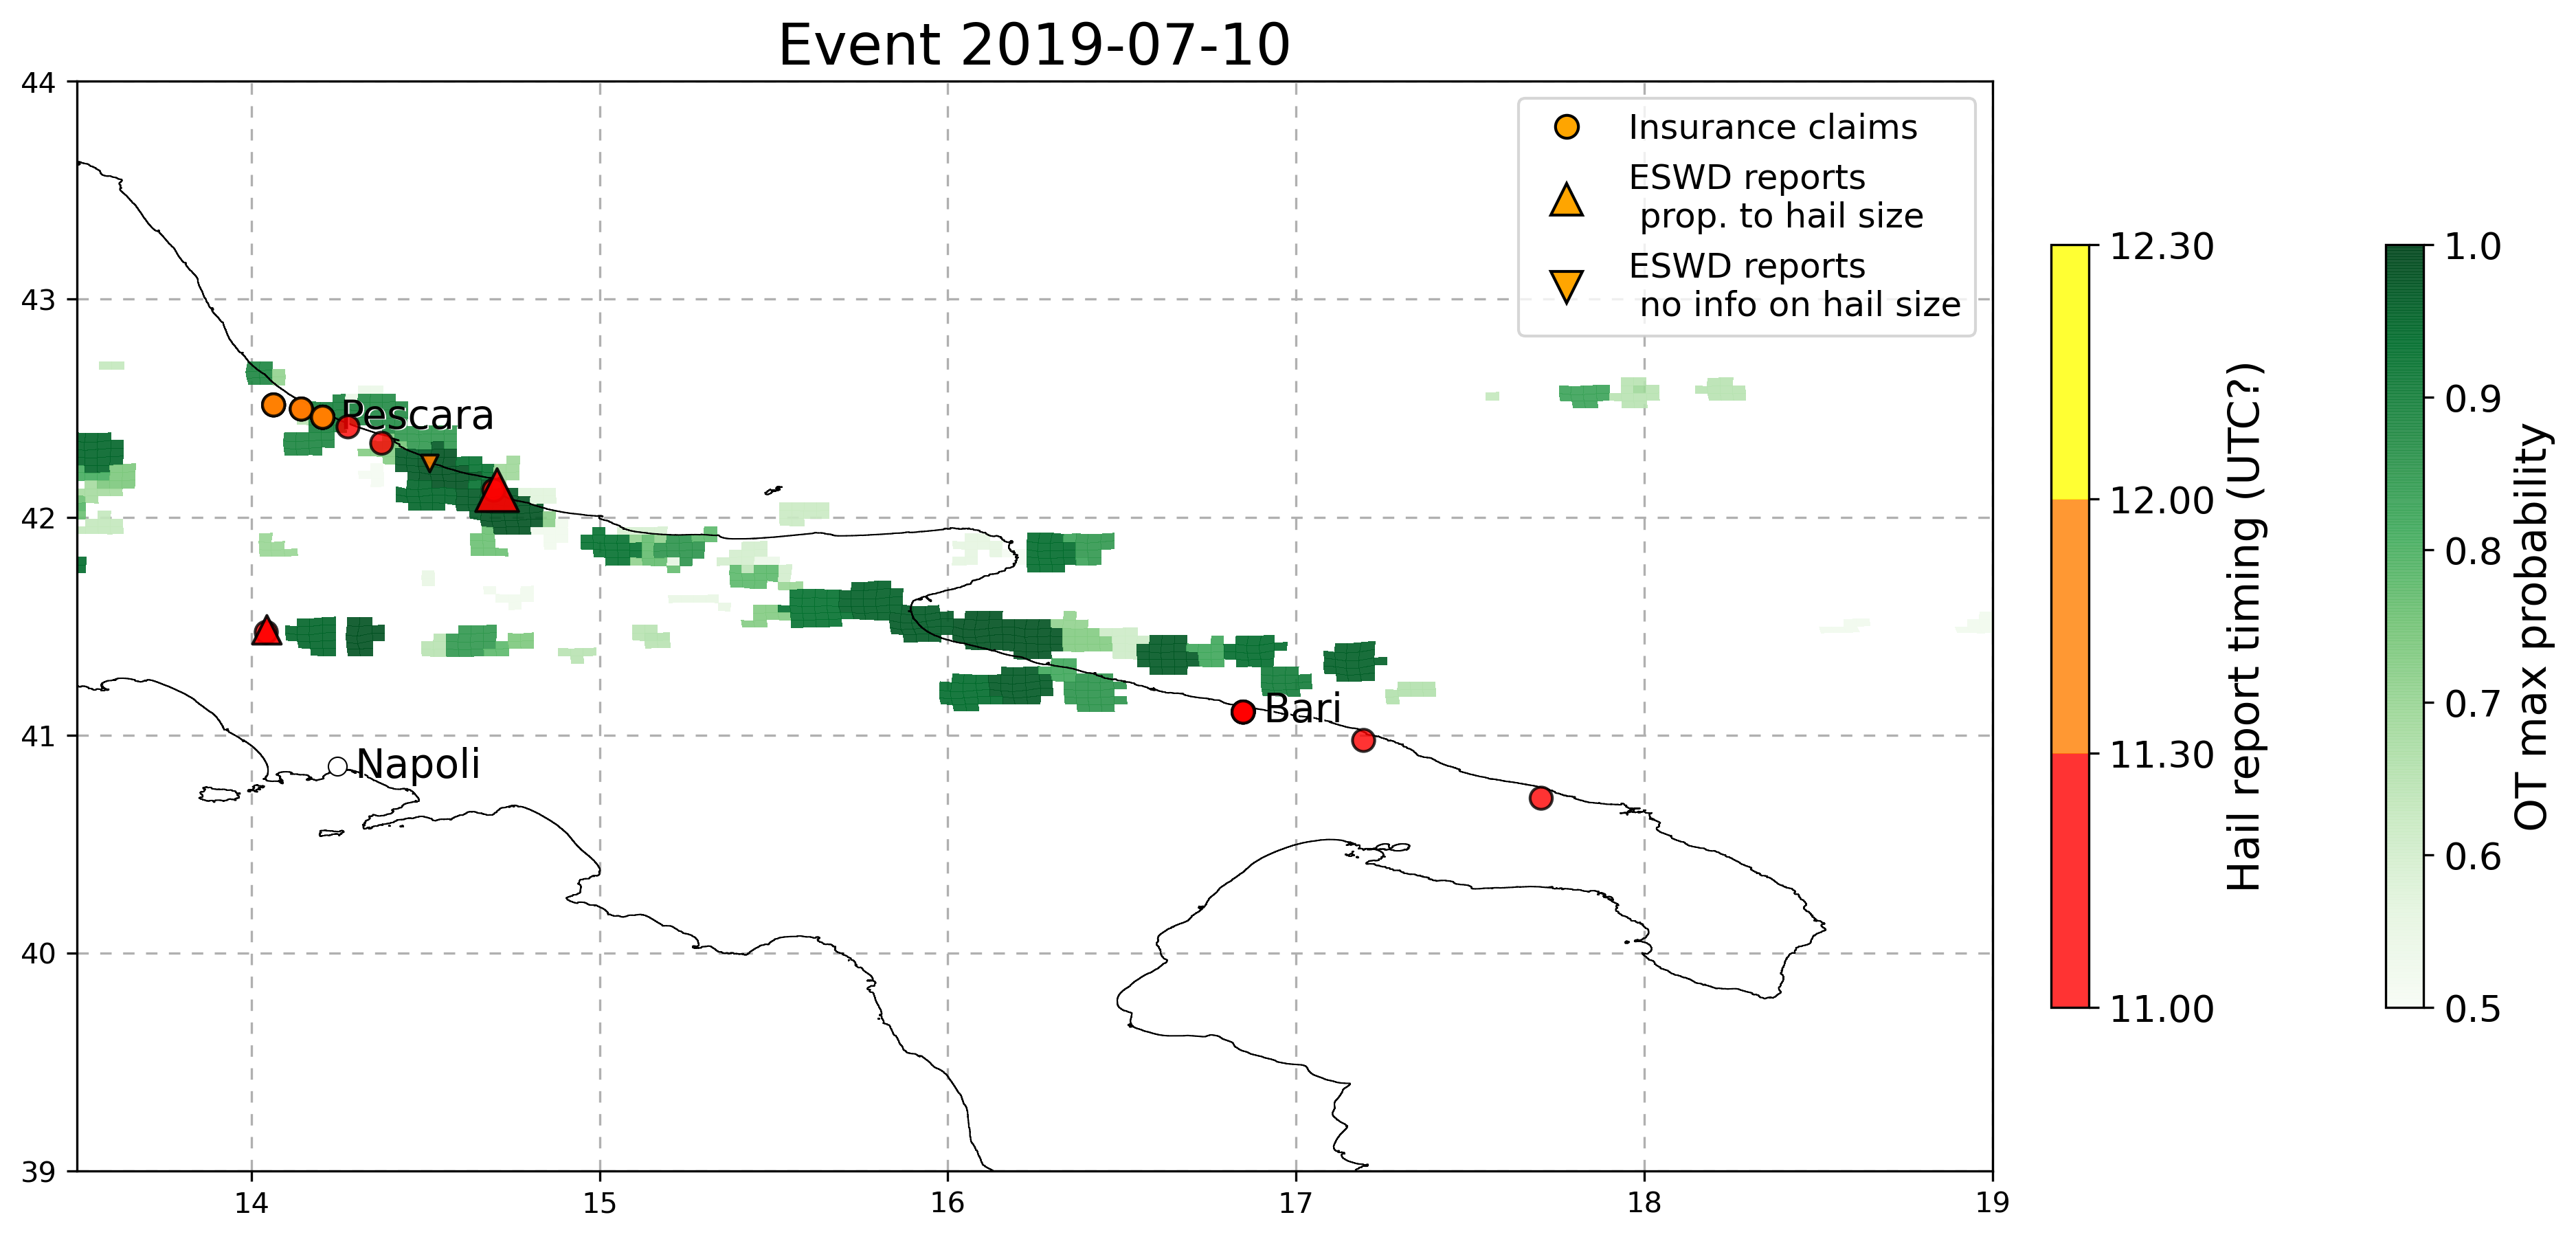 Event 2019-07-10
44
43
42
41
40
39
14
15
16
17
18
19
Insurance claims
ESWD reports
prop. to hail size
ESWD reports
no info on hail size
Pescara
Bari
Napoli
12.30
12.00
11.30
11.00
Hail report timing (UTC?)
1.0
0.9
0.8
0.7
0.6
0.5
OT max probability